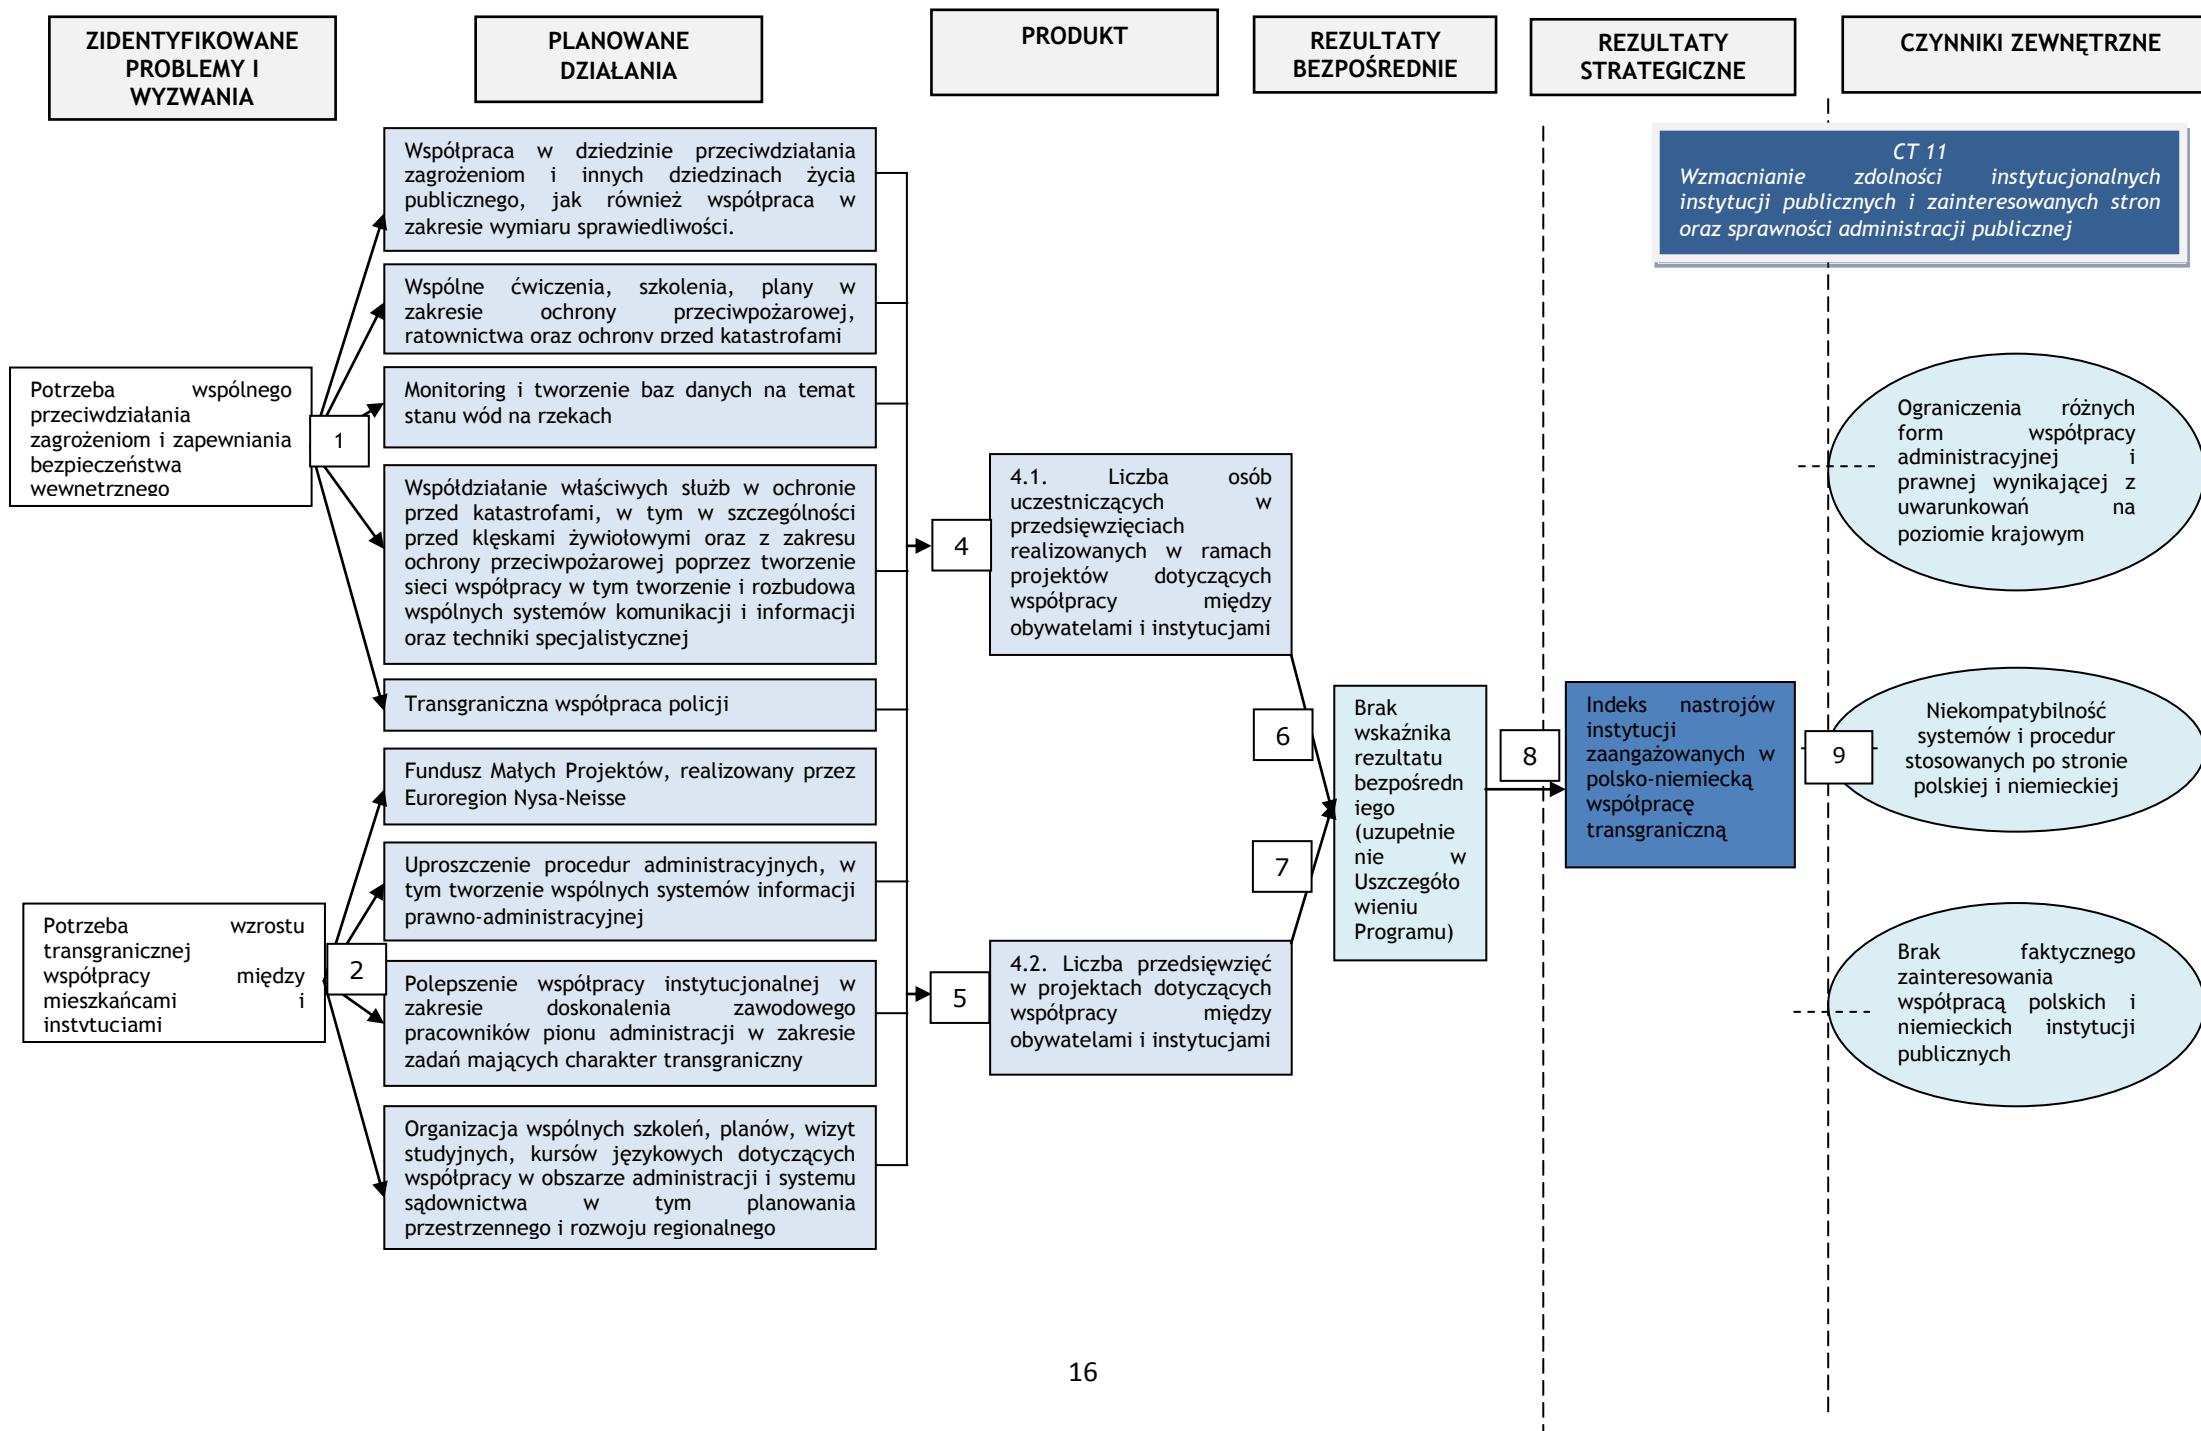 ZIDENTYFIKOWANE
PROBLEMY I
WYZWANIA
PLANOWANE
DZIAŁANIA
PRODUKT
REZULTATY
BEZPOŚREDNIE
REZULTATY
STRATEGICZNE
CZYNNIKI ZEWNĘTRZNE
CT 11
Wzmacnianie zdolności instytucjonalnych
instytucji publicznych i zainteresowanych stron
oraz sprawności administracji publicznej
Potrzeba wspólnego
przeciwdziałania
zagrożeniom i zapewniania
bezpieczeństwa
wewnętrznego
1
Potrzeba wzrostu
transgranicznej
współpracy między
mieszkańcami i
instytucjami
2
Współpraca w dziedzinie przeciwdziałania
zagrożeniom i innych dziedzinach życia
publicznego, jak również współpraca w
zakresie wymiaru sprawiedliwości.
Wspólne ćwiczenia, szkolenia, plany w
zakresie ochrony przeciwpożarowej,
ratownictwa oraz ochrony przed katastrofami
Monitoring i tworzenie baz danych na temat
stanu wód na rzekach
Współdziałanie właściwych służb w ochronie
przed katastrofami, w tym w szczególności
przed klęskami żywiołowymi oraz z zakresu
ochrony przeciwpożarowej poprzez tworzenie
sieci współpracy w tym tworzenie i rozbudowa
wspólnych systemów komunikacji i informacji
oraz techniki specjalistycznej
Transgraniczna współpraca policji
Fundusz Małych Projektów, realizowany przez
Euroregion Nysa-Neisse
Uproszczenie procedur administracyjnych, w
tym tworzenie wspólnych systemów informacji
prawno-administracyjnej
Polepszenie współpracy instytucjonalnej w
zakresie doskonalenia zawodowego
pracowników pionu administracji w zakresie
zadań mających charakter transgraniczny
Organizacja wspólnych szkoleń, planów, wizyt
studyjnych, kursów językowych dotyczących
współpracy w obszarze administracji i systemu
sądownictwa w tym planowania
przestrzennego i rozwoju regionalnego
4
4.1. Liczba osób
uczestniczących w
przedsięwzięciach
realizowanych w ramach
projektów dotyczących
współpracy między
obywatelami i instytucjami
5
4.2. Liczba przedsięwzięć
w projektach dotyczących
współpracy między
obywatelami i instytucjami
6
7
Brak
wskaźnika
rezultatu
bezpośredn
iego
(uzupełnie
nie w
Uszczegóło
wieniu
Programu)
8
Indeks nastrojów
instytucji
zaangażowanych w
polsko-niemiecką
współpracę
transgraniczną
9
Ograniczenia różnych
form współpracy
administracyjnej i
prawnej wynikającej z
uwarunkowań na
poziomie krajowym
Niekompatybilność
systemów i procedur
stosowanych po stronie
polskiej i niemieckiej
Brak faktycznego
zainteresowania
współpracą polskich i
niemieckich instytucji
publicznych
16